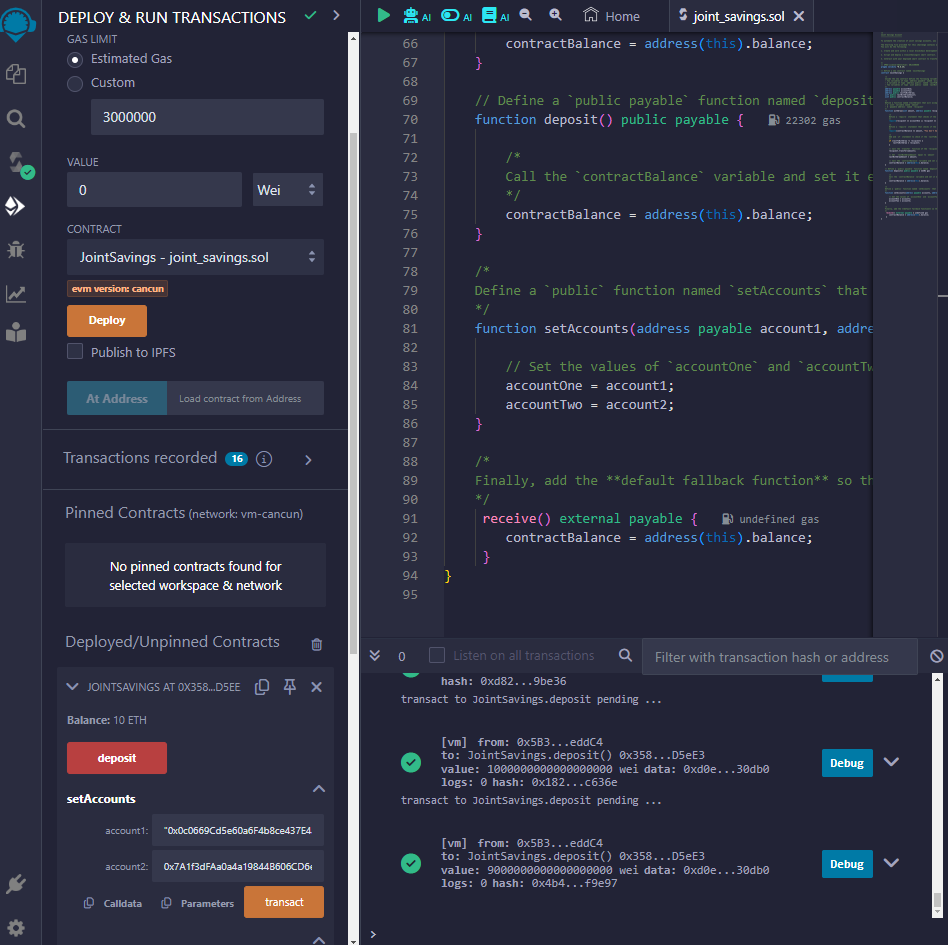 DEPLOY & RUN TRANSACTIONS
GAS LIMIT
Estimated Gas
Custom
3000000
VALUE
0
Wei
CONTRACT
JointSavings - joint_savings.sol
evm version: cancun
Deploy
Publish to IPFS
At Address
Load contract from Address
Transactions recorded 16
Pinned Contracts (network: vm-cancun)
No pinned contracts found for
selected workspace & network
Deployed/Unpinned Contracts
JOINTSAVINGS AT 0X358...D5EE
Balance: 10 ETH
deposit
setAccounts
account1: "0x0c0669Cd5e60a6F4b8ce437E4
account2: 0x7A1f3dFAa0a4a19844B606CD6
Calldata
Parameters
transact
AI
AI
AI
Home
joint_savings.sol
66 contractBalance = address(this).balance;
67 }
68
69 // Define a `public payable` function named `deposit
70 function deposit() public payable { 22302 gas
71
72 /*
73 Call the `contractBalance` variable and set it e
74 */
75 contractBalance = address(this).balance;
76 }
77
78 /*
79 Define a `public` function named `setAccounts` that
80 */
81 function setAccounts(address payable account1, addre
82
83 // Set the values of `accountOne` and `accountTw
84 accountOne = account1;
85 accountTwo = account2;
86 }
87
88 /*
89 Finally, add the **default fallback function** so th
90 */
91 receive() external payable { undefined gas
92 contractBalance = address(this).balance;
93 }
94 }
95
0
Listen on all transactions
Filter with transaction hash or address
hash: 0xd82...9be36
transact to JointSavings.deposit pending ...
[vm] from: 0x5B3...eddC4
to: JointSavings.deposit() 0x358...D5eE3
value: 1000000000000000000 wei data: 0xd0e...30db0
logs: 0 hash: 0x182...c636e
Debug
transact to JointSavings.deposit pending ...
[vm] from: 0x5B3...eddC4
to: JointSavings.deposit() 0x358...D5eE3
value: 9000000000000000000 wei data: 0xd0e...30db0
logs: 0 hash: 0x4b4...f9e97
Debug
>